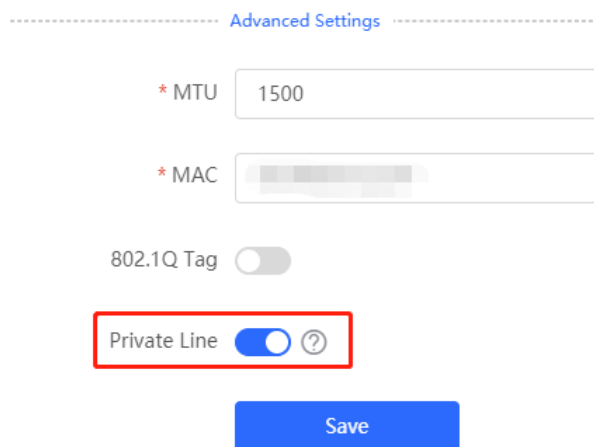 Advanced Settings
* MTU 1500
* MAC
802.1Q Tag
Private Line ?
Save